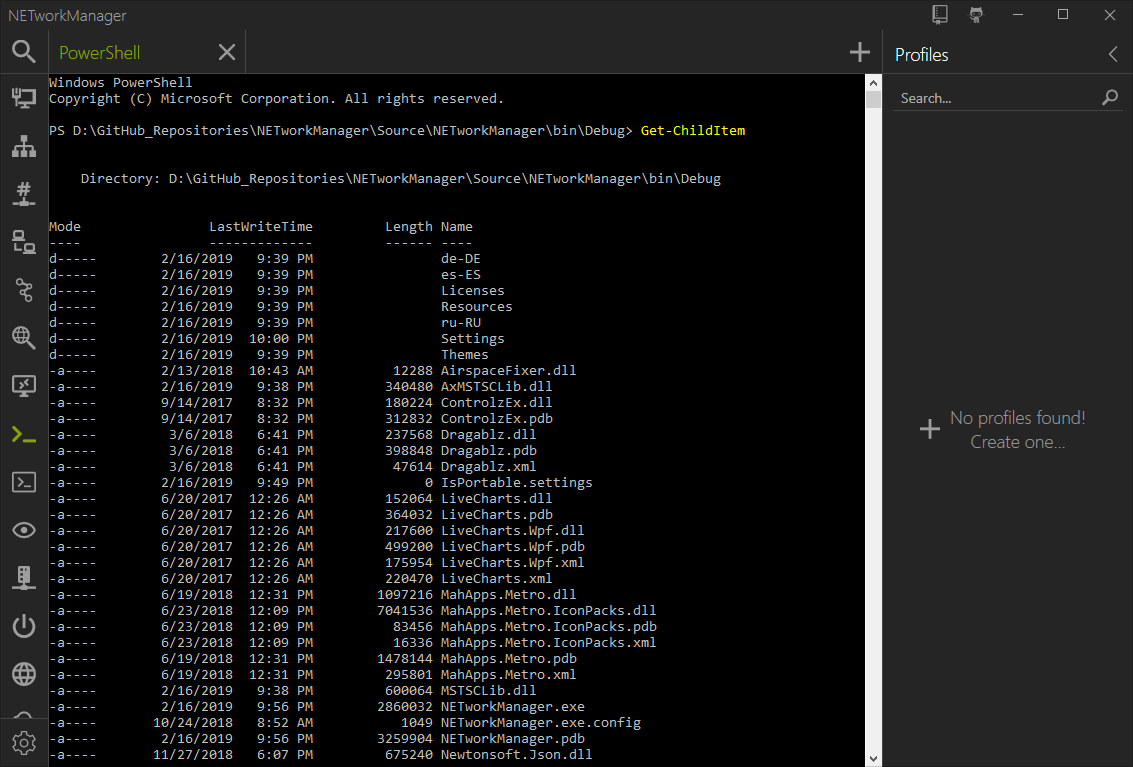 NETworkManager
PowerShell
Profiles
Search...
Windows PowerShell
Copyright (C) Microsoft Corporation. All rights reserved.
PS D:\GitHub_Repositories\NETworkManager\Source\NETworkManager\bin\Debug> Get-ChildItem
Directory: D:\GitHub_Repositories\NETworkManager\Source\NETworkManager\bin\Debug
Mode LastWriteTime Length Name
---- ------------- ------ ----
d----- 2/16/2019 9:39 PM de-DE
d----- 2/16/2019 9:39 PM es-ES
d----- 2/16/2019 9:39 PM Licenses
d----- 2/16/2019 9:39 PM Resources
d----- 2/16/2019 9:39 PM ru-RU
d----- 2/16/2019 10:00 PM Settings
d----- 2/16/2019 9:39 PM Themes
-a---- 2/13/2018 10:43 AM 12288 AirspaceFixer.dll
-a---- 2/16/2019 9:38 PM 340480 AxMSTSCLib.dll
-a---- 9/14/2017 8:32 PM 180224 ControlzEx.dll
-a---- 9/14/2017 8:32 PM 312832 ControlzEx.pdb
-a---- 3/6/2018 6:41 PM 237568 Dragablz.dll
-a---- 3/6/2018 6:41 PM 398848 Dragablz.pdb
-a---- 3/6/2018 6:41 PM 47614 Dragablz.xml
-a---- 2/16/2019 9:49 PM 0 IsPortable.settings
-a---- 6/20/2017 12:26 AM 152064 LiveCharts.dll
-a---- 6/20/2017 12:26 AM 364032 LiveCharts.pdb
-a---- 6/20/2017 12:26 AM 217600 LiveCharts.Wpf.dll
-a---- 6/20/2017 12:26 AM 499200 LiveCharts.Wpf.pdb
-a---- 6/20/2017 12:26 AM 175954 LiveCharts.Wpf.xml
-a---- 6/20/2017 12:26 AM 220470 LiveCharts.xml
-a---- 6/19/2018 12:31 PM 1097216 MahApps.Metro.dll
-a---- 6/23/2018 12:09 PM 7041536 MahApps.Metro.IconPacks.dll
-a---- 6/23/2018 12:09 PM 83456 MahApps.Metro.IconPacks.pdb
-a---- 6/23/2018 12:09 PM 16336 MahApps.Metro.IconPacks.xml
-a---- 6/19/2018 12:31 PM 1478144 MahApps.Metro.pdb
-a---- 6/19/2018 12:31 PM 295801 MahApps.Metro.xml
-a---- 2/16/2019 9:38 PM 600064 MSTSCLib.dll
-a---- 2/16/2019 9:56 PM 2860032 NETworkManager.exe
-a---- 10/24/2018 8:52 AM 1049 NETworkManager.exe.config
-a---- 2/16/2019 9:56 PM 3259904 NETworkManager.pdb
-a---- 11/27/2018 6:07 PM 675240 Newtonsoft.Json.dll
No profiles found!
Create one...